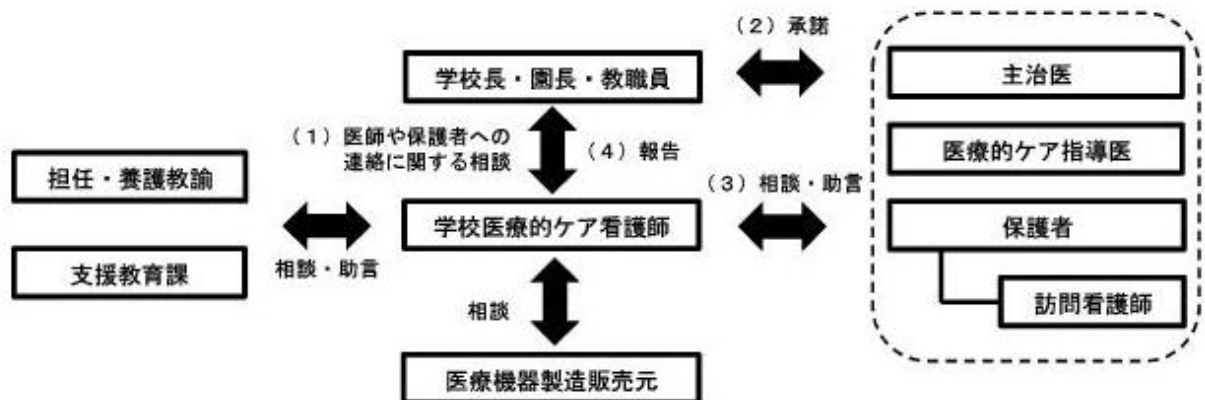 (2)承諾
学校長・園長・教職員
主治医
(1)医師や保護者への
連絡に関する相談
(4)報告
医療的ケア指導医
担任・養護教諭
(3)相談・助言
学校医療的ケア看護師
保護者
支援教育課
相談・助言
相談
訪問看護師
医療機器製造販売元